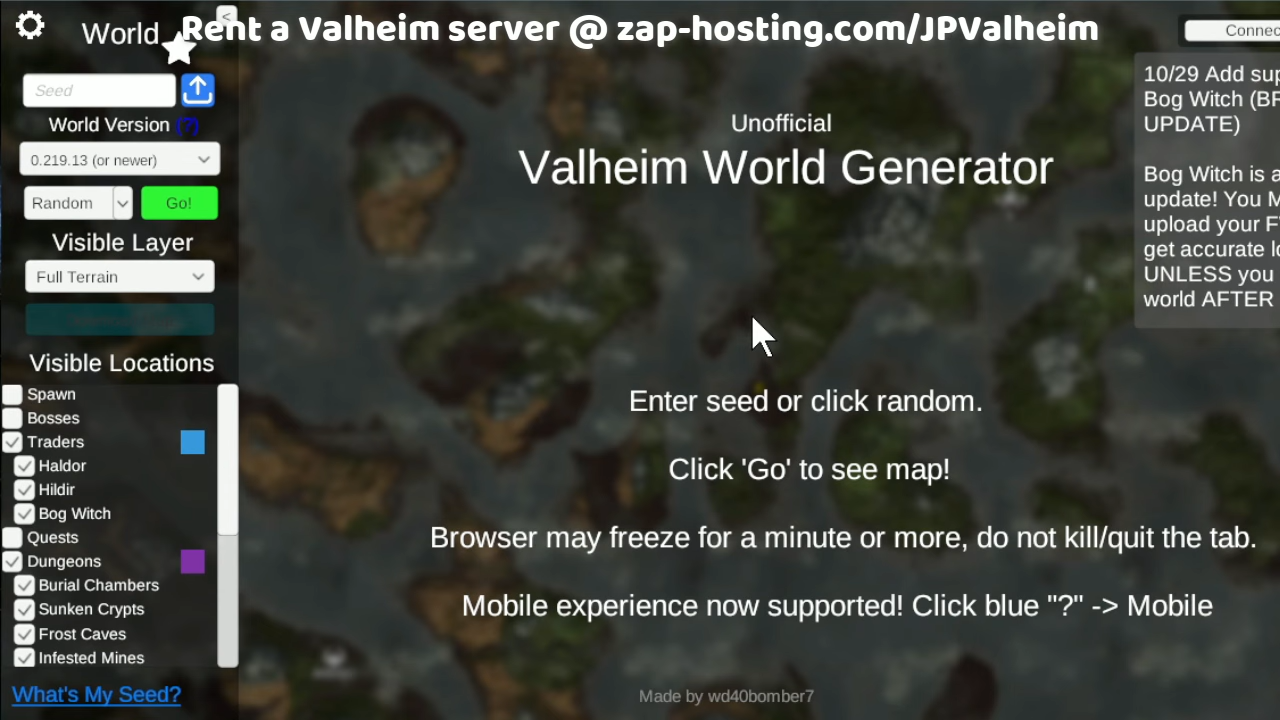 Rent a Valheim server @ zap-hosting.com/JPValheim
World
<
Seed
World Version (?)
0.219.13 (or newer)
Random
Go!
Visible Layer
Full Terrain
Visible Locations
Spawn
Bosses
Traders
Haldor
Hildir
Bog Witch
Quests
Dungeons
Burial Chambers
Sunken Crypts
Frost Caves
Infested Mines
What's My Seed?
Unofficial
Valheim World Generator
Enter seed or click random.
Click 'Go' to see map!
Browser may freeze for a minute or more, do not kill/quit the tab.
Mobile experience now supported! Click blue "?" -> Mobile
Made by wd40bomber7
Connec
10/29 Add sup
Bog Witch (BF
UPDATE)
Bog Witch is a
update! You M
upload your F
get accurate lo
UNLESS you
world AFTER